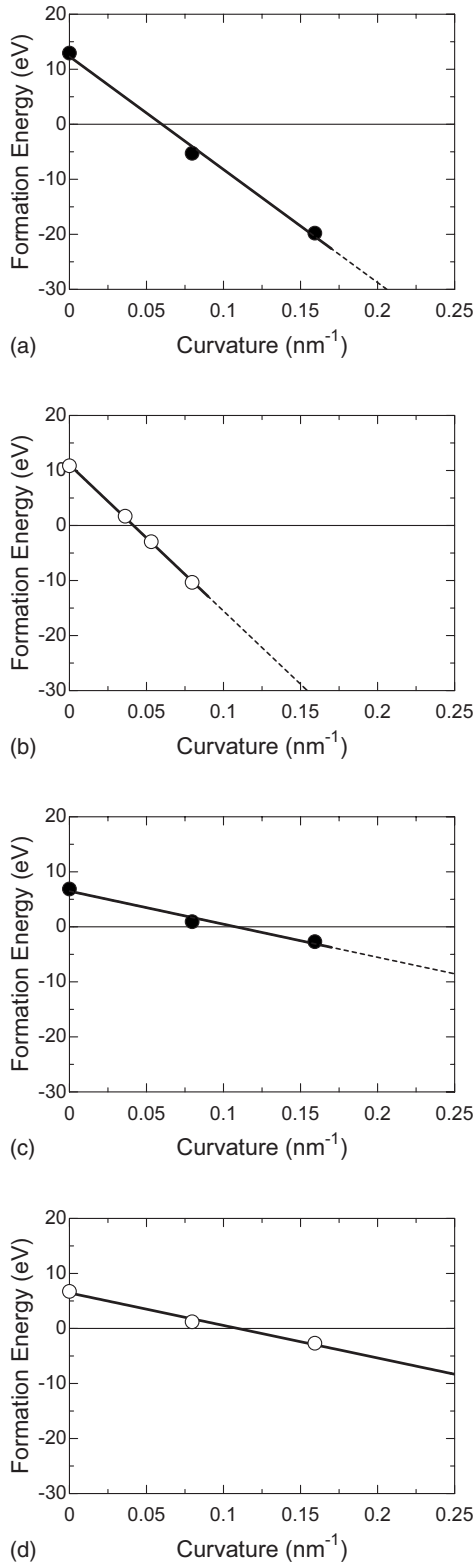 20
10
0
-10
-20
-30
Formation Energy (eV)
0 0.05 0.1 0.15 0.2 0.25
(a) Curvature (nm⁻¹)
20
10
0
-10
-20
-30
Formation Energy (eV)
0 0.05 0.1 0.15 0.2 0.25
(b) Curvature (nm⁻¹)
20
10
0
-10
-20
-30
Formation Energy (eV)
0 0.05 0.1 0.15 0.2 0.25
(c) Curvature (nm⁻¹)
20
10
0
-10
-20
-30
Formation Energy (eV)
0 0.05 0.1 0.15 0.2 0.25
(d) Curvature (nm⁻¹)